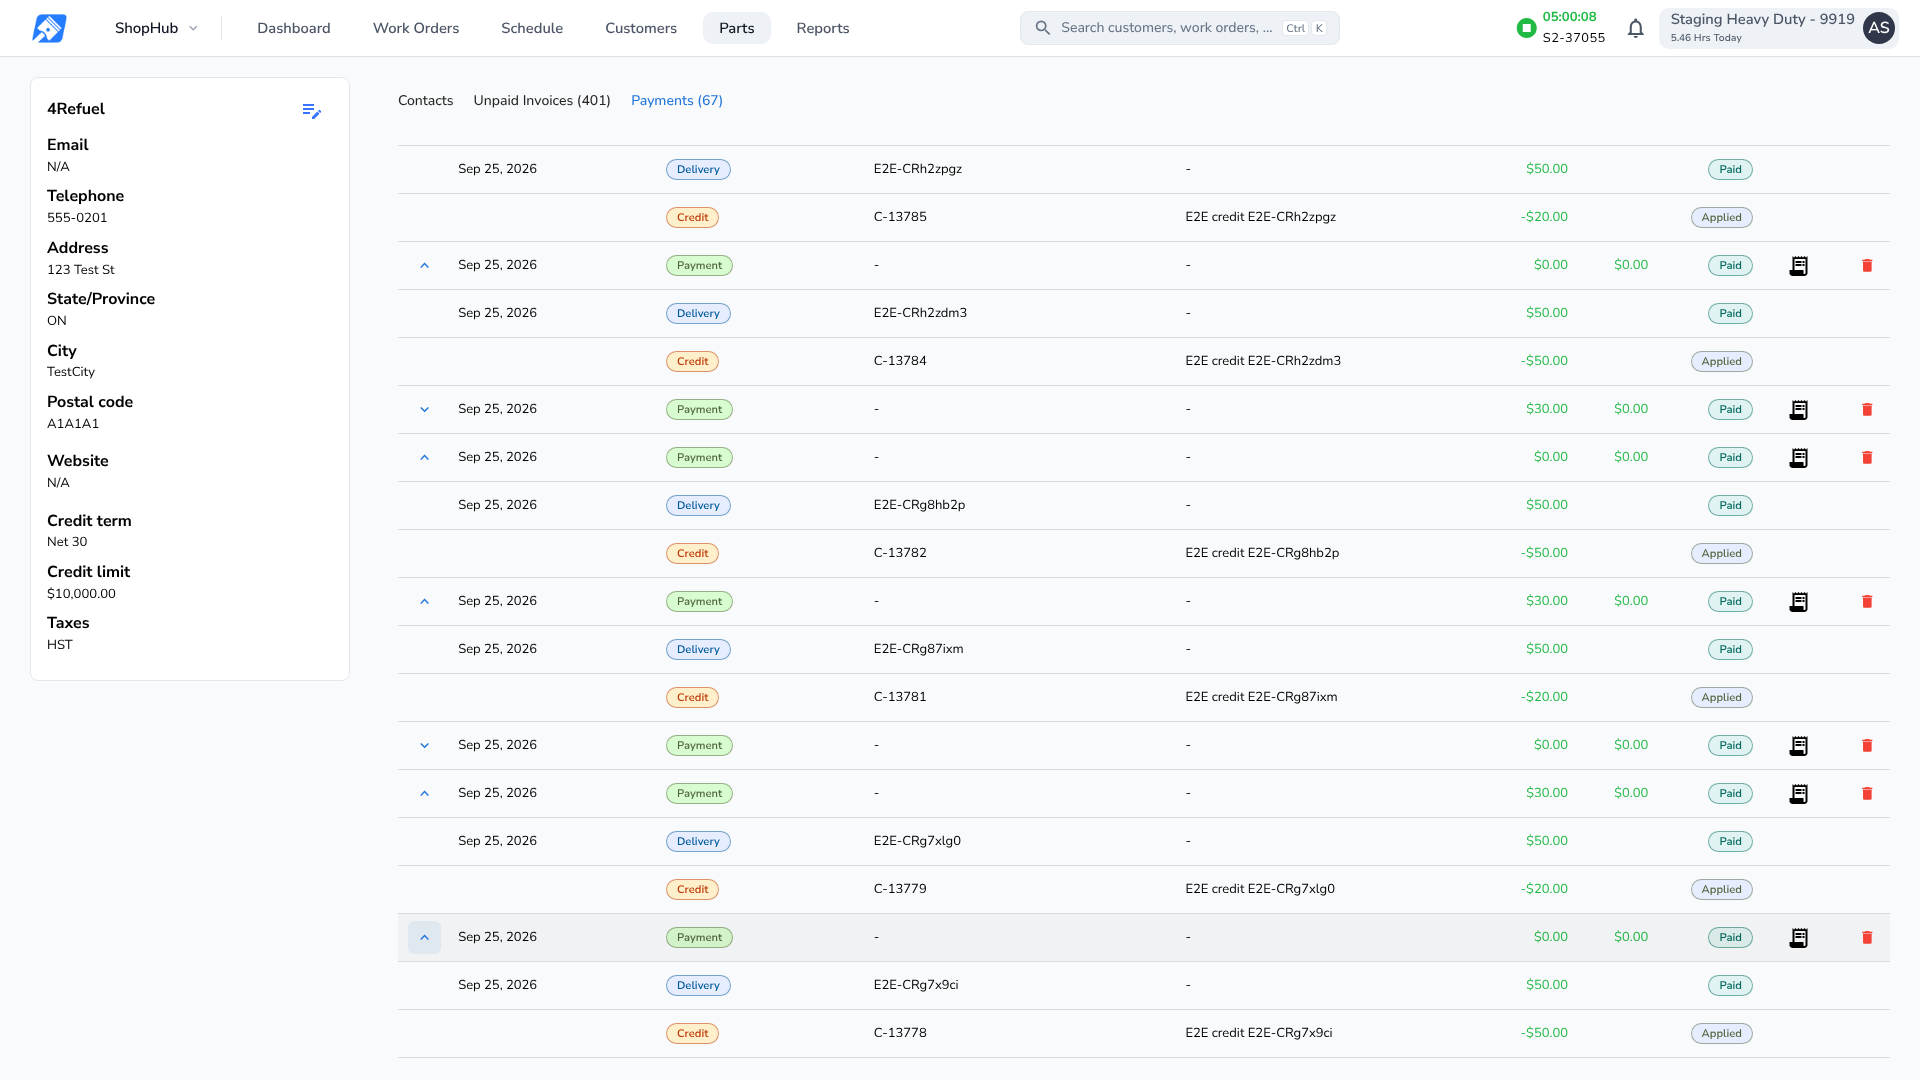 ShopHub
Dashboard
Work Orders
Schedule
Customers
Parts
Reports
Search customers, work orders, ...
Ctrl
K
05:00:08
S2-37055
Staging Heavy Duty - 9919
5.46 Hrs Today
AS
4Refuel
Email
N/A
Telephone
555-0201
Address
123 Test St
State/Province
ON
City
TestCity
Postal code
A1A1A1
Website
N/A
Credit term
Net 30
Credit limit
$10,000.00
Taxes
HST
Contacts
Unpaid Invoices (401)
Payments (67)
Sep 25, 2026 Delivery E2E-CRh2zpgz - $50.00 Paid
Credit C-13785 E2E credit E2E-CRh2zpgz -$20.00 Applied
Sep 25, 2026 Payment - - $0.00 $0.00 Paid
Sep 25, 2026 Delivery E2E-CRh2zdm3 - $50.00 Paid
Credit C-13784 E2E credit E2E-CRh2zdm3 -$50.00 Applied
Sep 25, 2026 Payment - - $30.00 $0.00 Paid
Sep 25, 2026 Payment - - $0.00 $0.00 Paid
Sep 25, 2026 Delivery E2E-CRg8hb2p - $50.00 Paid
Credit C-13782 E2E credit E2E-CRg8hb2p -$50.00 Applied
Sep 25, 2026 Payment - - $30.00 $0.00 Paid
Sep 25, 2026 Delivery E2E-CRg87ixm - $50.00 Paid
Credit C-13781 E2E credit E2E-CRg87ixm -$20.00 Applied
Sep 25, 2026 Payment - - $0.00 $0.00 Paid
Sep 25, 2026 Payment - - $30.00 $0.00 Paid
Sep 25, 2026 Delivery E2E-CRg7xlg0 - $50.00 Paid
Credit C-13779 E2E credit E2E-CRg7xlg0 -$20.00 Applied
Sep 25, 2026 Payment - - $0.00 $0.00 Paid
Sep 25, 2026 Delivery E2E-CRg7x9ci - $50.00 Paid
Credit C-13778 E2E credit E2E-CRg7x9ci -$50.00 Applied